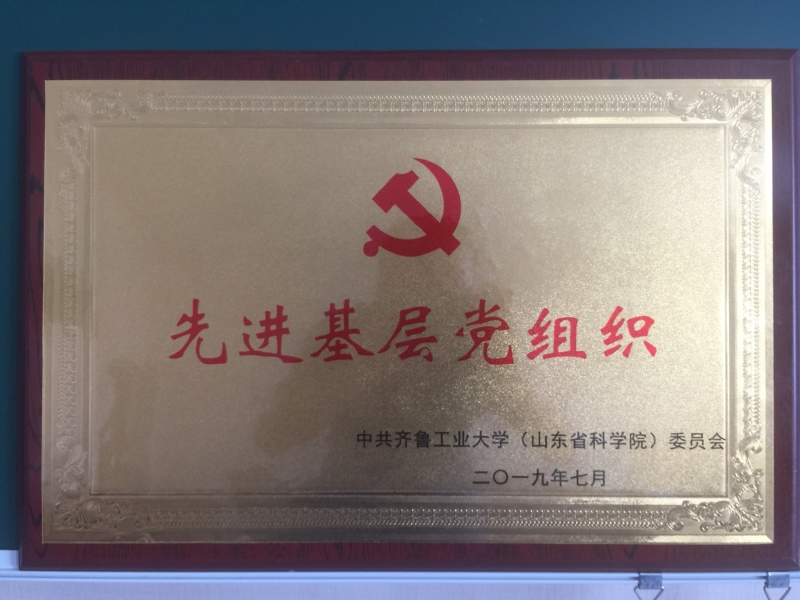 先进基层党组织
中共齐鲁工业大学（山东省科学院）委员会
二〇一九年七月